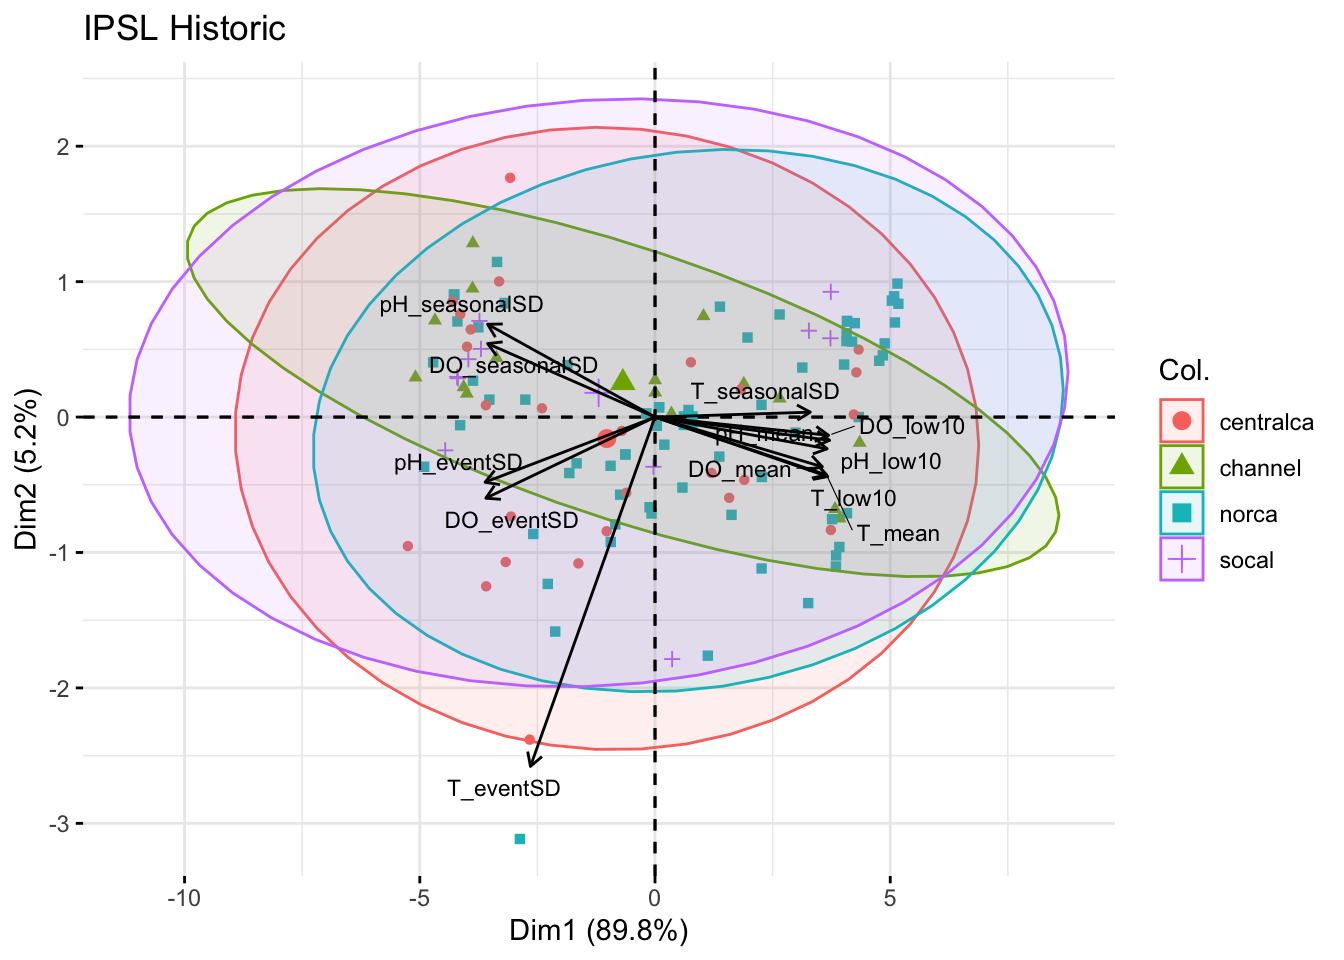 IPSL Historic
2
1
0
-1
-2
-3
Dim2 (5.2%)
pH_seasonalSD
DO_seasonalSD
T_seasonalSD
pH_mean
DO_low10
pH_eventSD
DO_mean
pH_low10
DO_eventSD
T_low10
T_mean
T_eventSD
-10
-5
0
5
Dim1 (89.8%)
Col.
centralca
channel
norca
socal